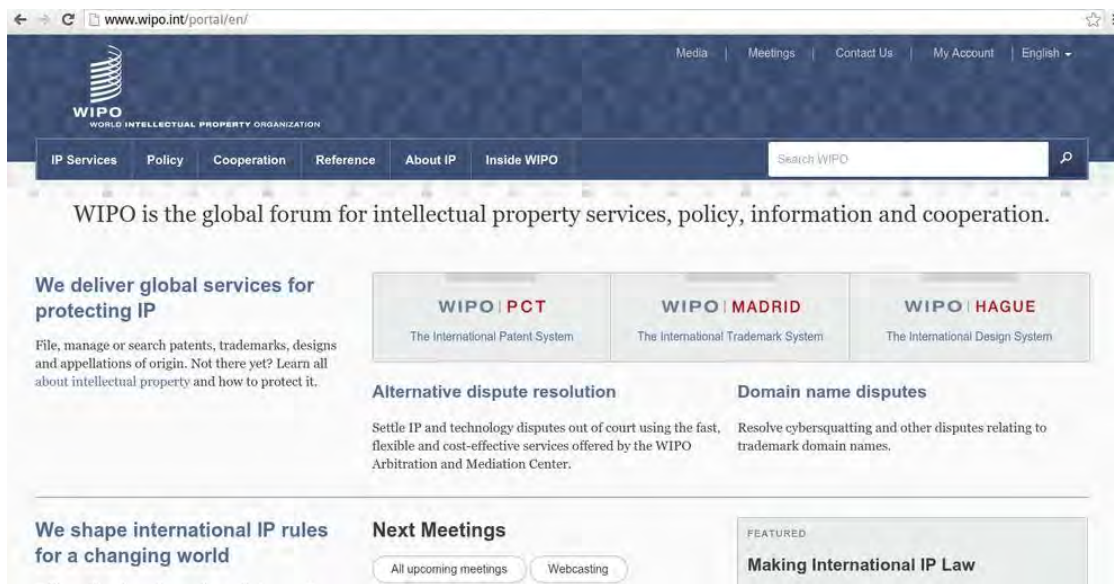 www.wipo.int/portal/en/
Media | Meetings | Contact Us | My Account | English
WIPO
WORLD INTELLECTUAL PROPERTY ORGANIZATION
IP Services Policy Cooperation Reference About IP Inside WIPO Search WIPO
WIPO is the global forum for intellectual property services, policy, information and cooperation.
We deliver global services for
protecting IP
File, manage or search patents, trademarks, designs
and appellations of origin. Not there yet? Learn all
about intellectual property and how to protect it.
WIPO | PCT
The International Patent System
WIPO | MADRID
The International Trademark System
WIPO | HAGUE
The International Design System
Alternative dispute resolution
Settle IP and technology disputes out of court using the fast,
flexible and cost-effective services offered by the WIPO
Arbitration and Mediation Center.
Domain name disputes
Resolve cybersquatting and other disputes relating to
trademark domain names.
We shape international IP rules
for a changing world
Next Meetings
All upcoming meetings Webcasting
FEATURED
Making International IP Law